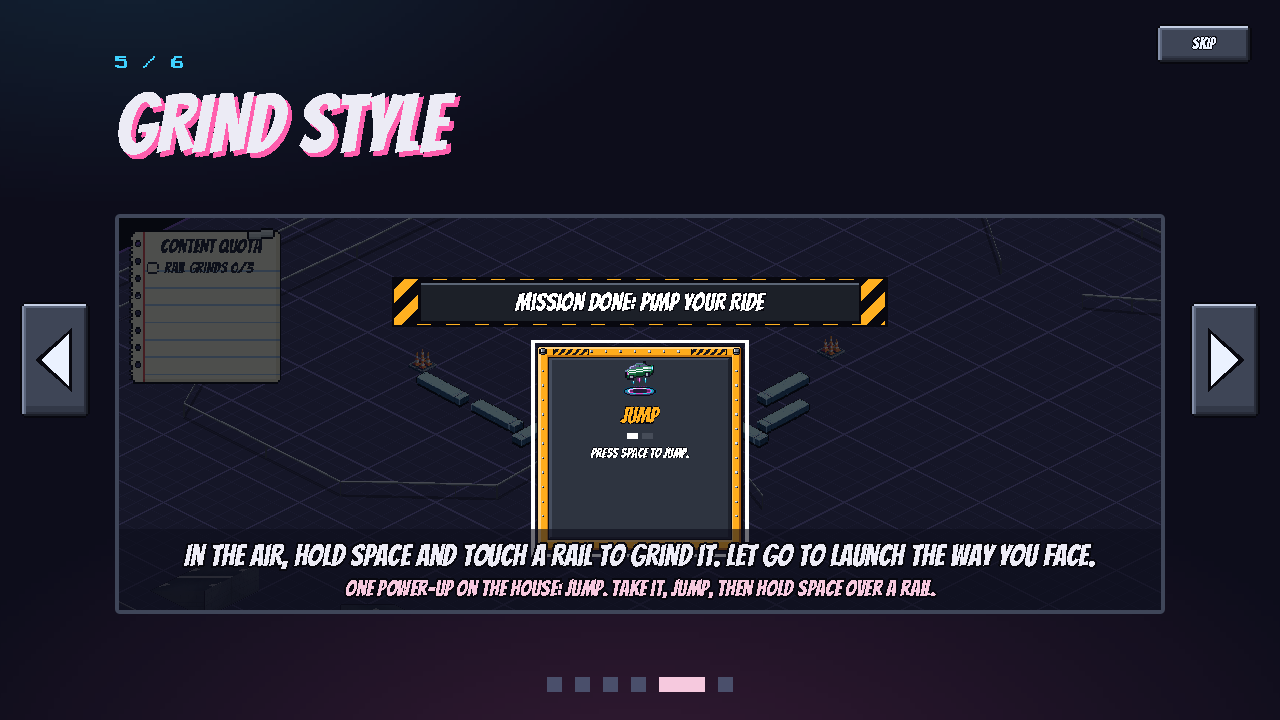 5 / 6
SKIP
GRIND STYLE
CONTENT QUOTA
RAIL GRINDS 0/3
MISSION DONE: PIMP YOUR RIDE
JUMP
PRESS SPACE TO JUMP.
IN THE AIR, HOLD SPACE AND TOUCH A RAIL TO GRIND IT. LET GO TO LAUNCH THE WAY YOU FACE.
ONE POWER-UP ON THE HOUSE: JUMP. TAKE IT, JUMP, THEN HOLD SPACE OVER A RAIL.